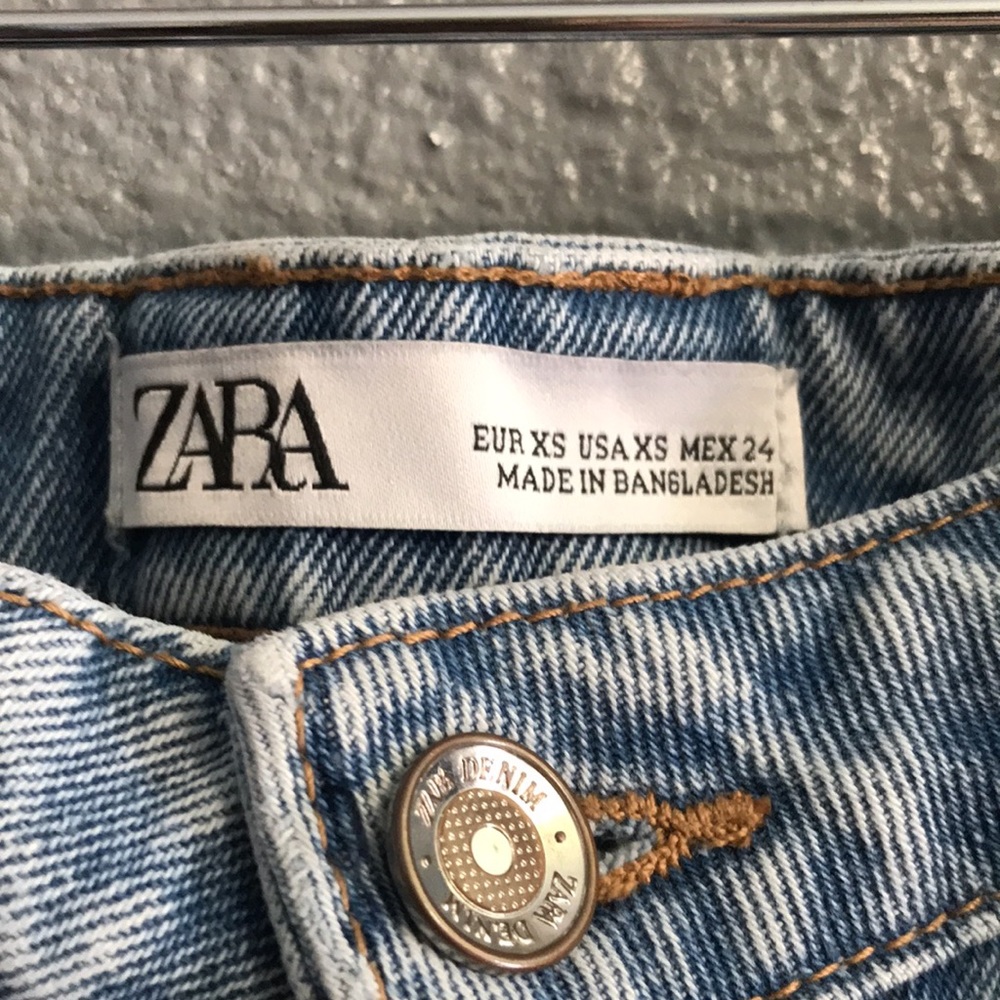 ZARA
EUR XS USA XS MEX 24
MADE IN BANGLADESH
ZARA DENIM
ZARA DENIM